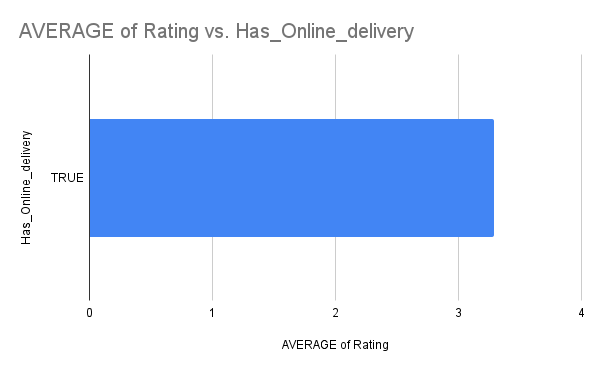 AVERAGE of Rating vs. Has_Online_delivery
Has_Online_delivery
TRUE
0 1 2 3 4
AVERAGE of Rating